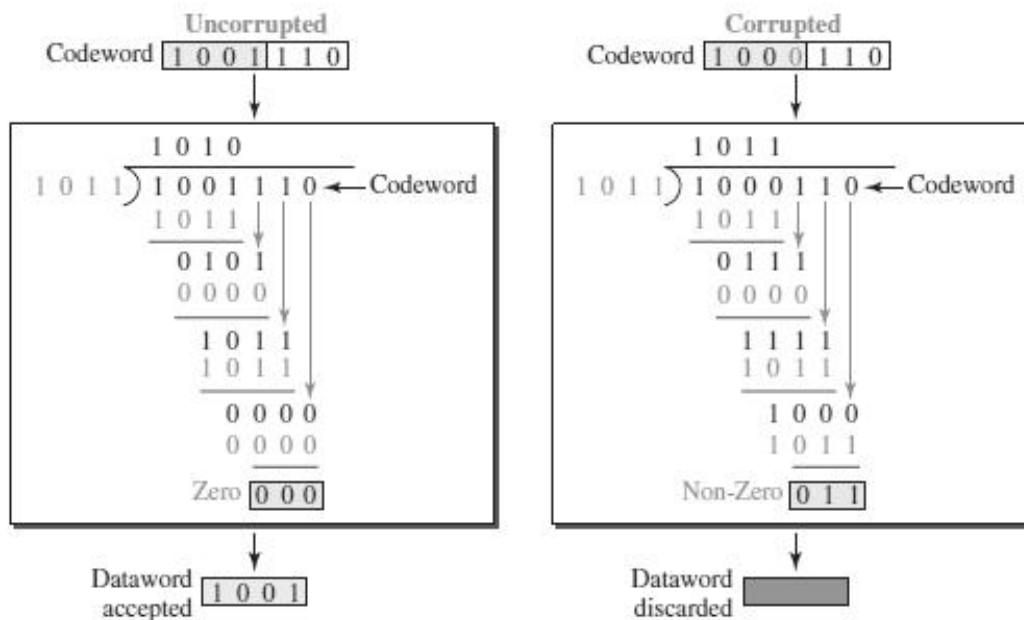 Uncorrupted
Codeword 1 0 0 1 1 1 0
1 0 1 0
1 0 1 1 1 0 0 1 1 1 0 Codeword
1 0 1 1
0 1 0 1
0 0 0 0
1 0 1 1
1 0 1 1
0 0 0 0
0 0 0 0
Zero 0 0 0
Dataword
accepted 1 0 0 1
Corrupted
Codeword 1 0 0 0 1 1 0
1 0 1 1
1 0 1 1 1 0 0 0 1 1 0 Codeword
1 0 1 1
0 1 1 1
0 0 0 0
1 1 1 1
1 0 1 1
1 0 0 0
1 0 1 1
Non-Zero 0 1 1
Dataword
discarded